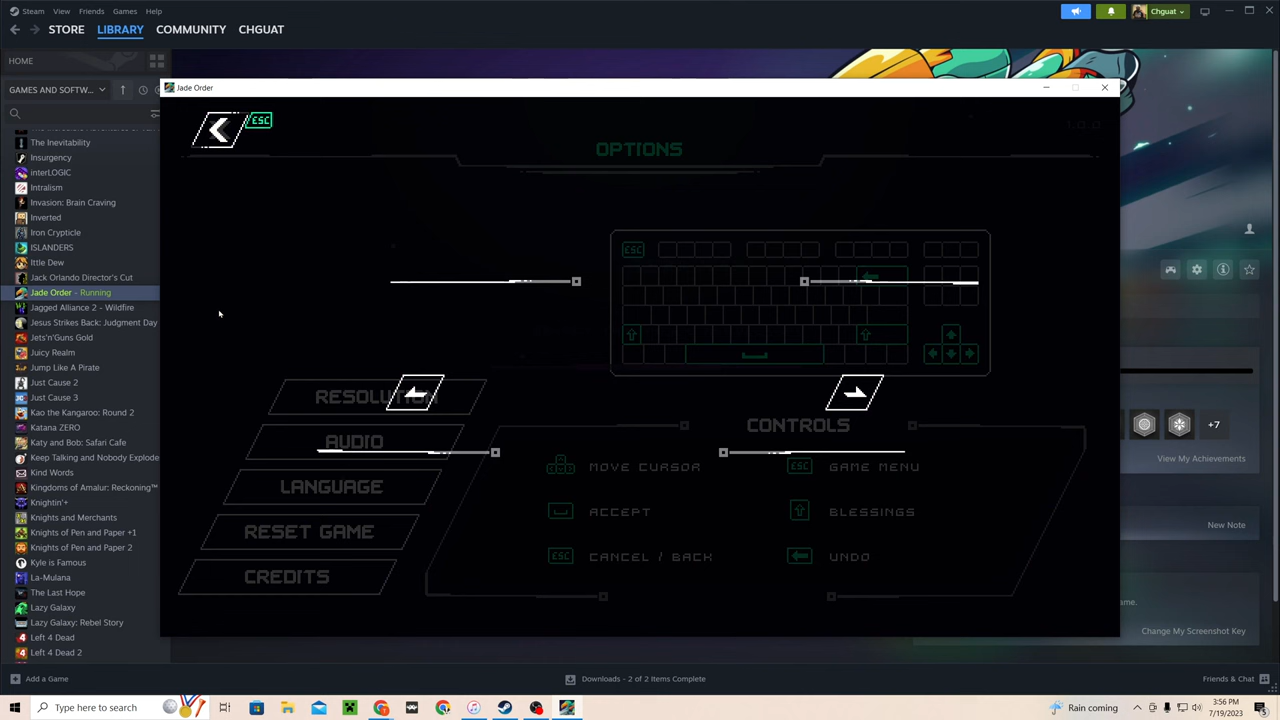 Steam View Friends Games Help
Chguat
STORE LIBRARY COMMUNITY CHGUAT
HOME
GAMES AND SOFTW...
Jade Order
The Inevitability
Insurgency
interLOGIC
Intralism
Invasion: Brain Craving
Inverted
Iron Crypticle
ISLANDERS
Ittle Dew
Jack Orlando Director's Cut
Jade Order - Running
Jagged Alliance 2 - Wildfire
Jesus Strikes Back: Judgment Day
Jets'n'Guns Gold
Juicy Realm
Jump Like A Pirate
Just Cause 2
Just Cause 3
Kao the Kangaroo: Round 2
Katana ZERO
Katy and Bob: Safari Cafe
Keep Talking and Nobody Explode
Kind Words
Kingdoms of Amalur: Reckoning™
Knightin'+
Knights and Merchants
Knights of Pen and Paper +1
Knights of Pen and Paper 2
Kyle is Famous
La-Mulana
The Last Hope
Lazy Galaxy
Lazy Galaxy: Rebel Story
Left 4 Dead
Left 4 Dead 2
ESC
1.0.0
OPTIONS
ESC
RESOLUTION
AUDIO
LANGUAGE
RESET GAME
CREDITS
CONTROLS
MOVE CURSOR
ESC GAME MENU
ACCEPT
BLESSINGS
ESC CANCEL / BACK
UNDO
+7
View My Achievements
New Note
me.
Change My Screenshot Key
Add a Game
Downloads - 2 of 2 Items Complete
Friends & Chat
Type here to search
Rain coming
3:56 PM
7/19/2023